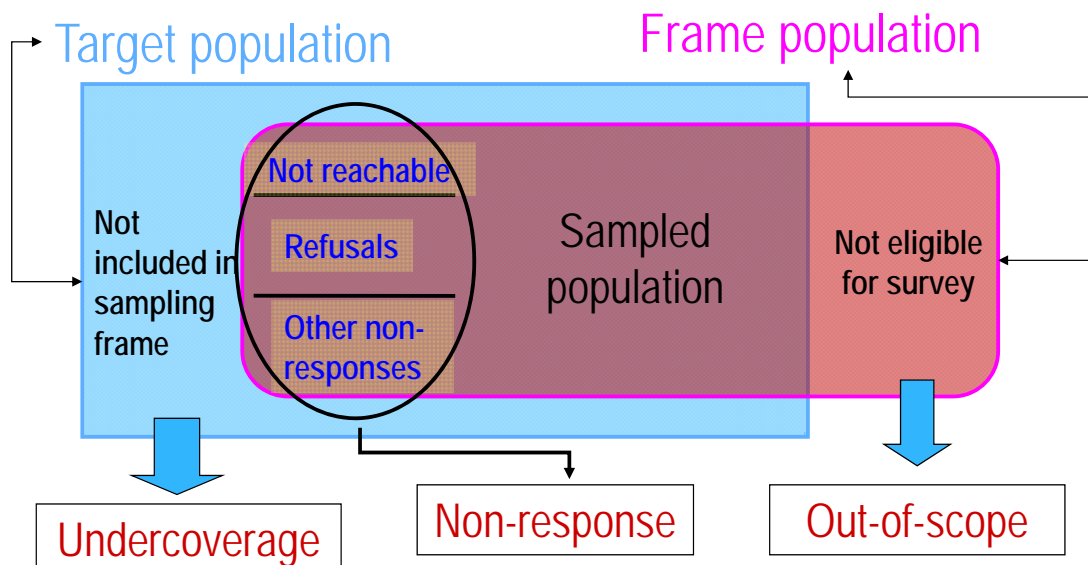 Target population
Frame population
Not reachable
Not
included in
sampling
frame
Refusals
Other non-
responses
Sampled
population
Not eligible
for survey
Undercoverage
Non-response
Out-of-scope